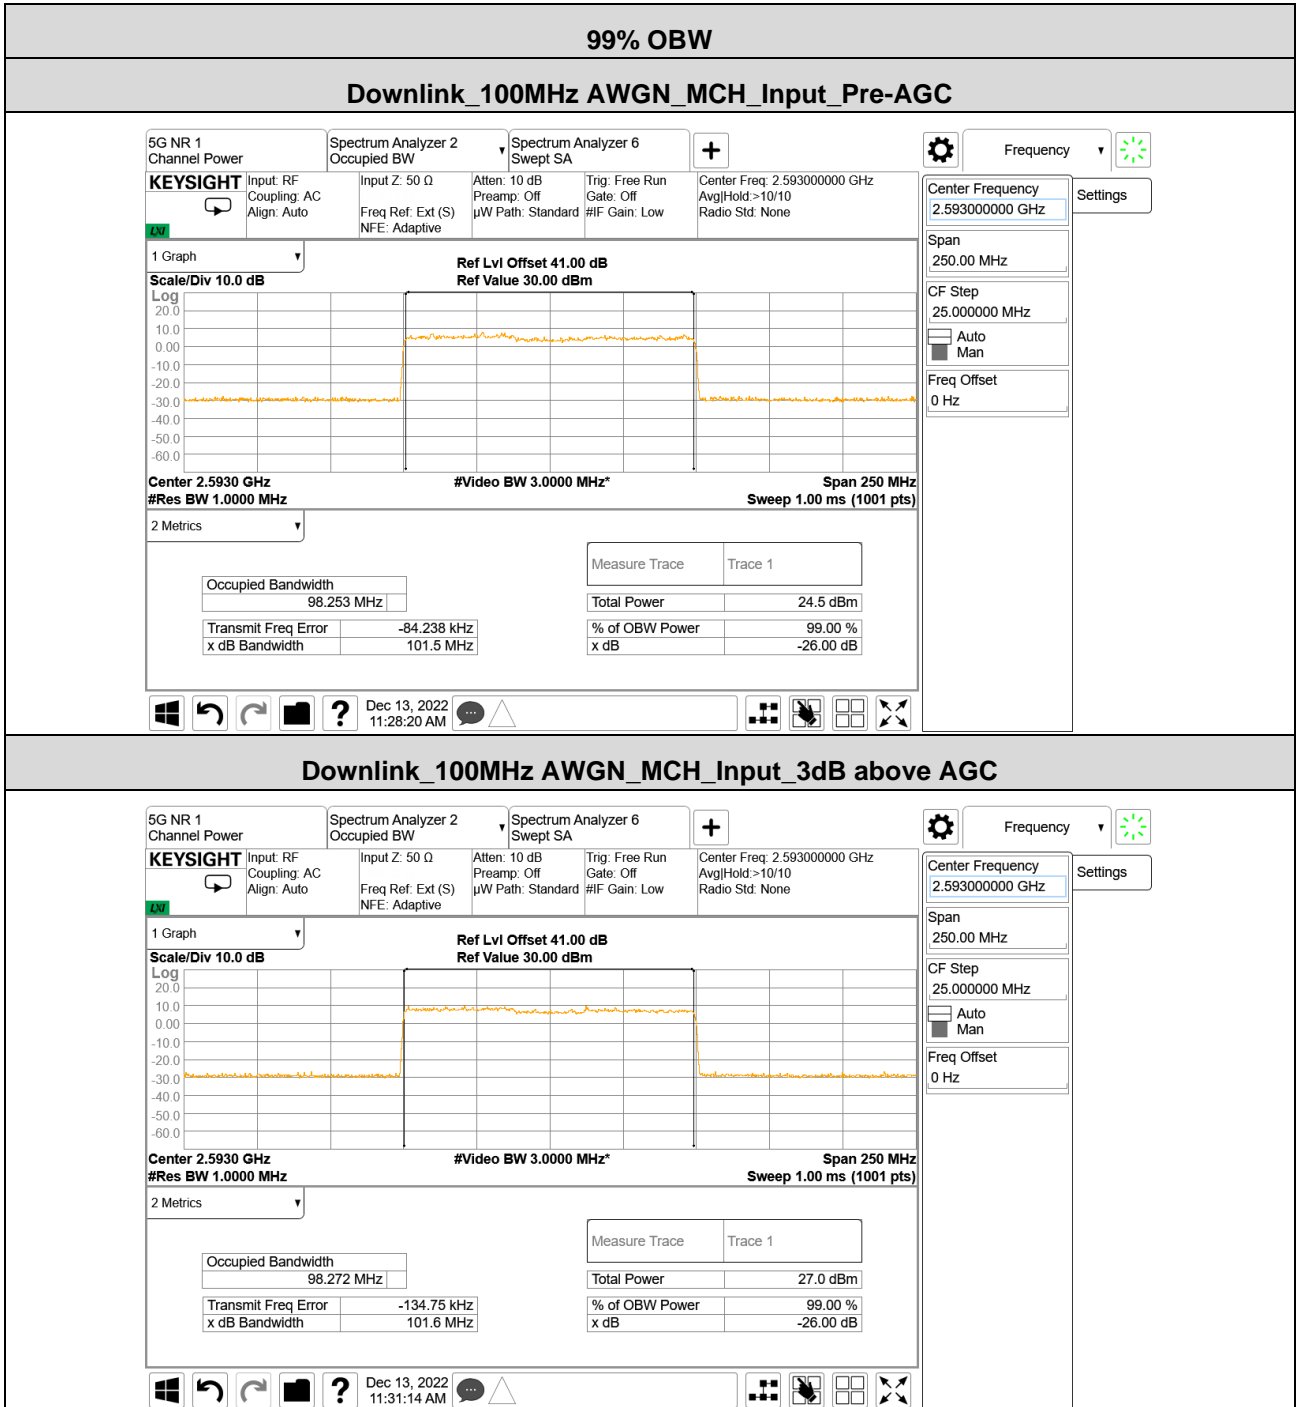 99% OBW
Downlink_100MHz AWGN_MCH_Input_Pre-AGC
5G NR 1
Channel Power
Spectrum Analyzer 2
Occupied BW
Spectrum Analyzer 6
Swept SA
Frequency
KEYSIGHT
LXI
Input: RF
Coupling: AC
Align: Auto
Input Z: 50 Ω
Freq Ref: Ext (S)
NFE: Adaptive
Atten: 10 dB
Preamp: Off
µW Path: Standard
Trig: Free Run
Gate: Off
#IF Gain: Low
Center Freq: 2.593000000 GHz
Avg|Hold:>10/10
Radio Std: None
Center Frequency
2.593000000 GHz
Settings
Span
250.00 MHz
CF Step
25.000000 MHz
Auto
Man
Freq Offset
0 Hz
1 Graph
Scale/Div 10.0 dB
Ref Lvl Offset 41.00 dB
Ref Value 30.00 dBm
Log
20.0
10.0
0.00
-10.0
-20.0
-30.0
-40.0
-50.0
-60.0
Center 2.5930 GHz
#Res BW 1.0000 MHz
#Video BW 3.0000 MHz*
Span 250 MHz
Sweep 1.00 ms (1001 pts)
2 Metrics
Measure Trace Trace 1
Occupied Bandwidth
98.253 MHz
Total Power 24.5 dBm
Transmit Freq Error -84.238 kHz
x dB Bandwidth 101.5 MHz
% of OBW Power 99.00 %
x dB -26.00 dB
?
Dec 13, 2022
11:28:20 AM
Downlink_100MHz AWGN_MCH_Input_3dB above AGC
5G NR 1
Channel Power
Spectrum Analyzer 2
Occupied BW
Spectrum Analyzer 6
Swept SA
Frequency
KEYSIGHT
LXI
Input: RF
Coupling: AC
Align: Auto
Input Z: 50 Ω
Freq Ref: Ext (S)
NFE: Adaptive
Atten: 10 dB
Preamp: Off
µW Path: Standard
Trig: Free Run
Gate: Off
#IF Gain: Low
Center Freq: 2.593000000 GHz
Avg|Hold:>10/10
Radio Std: None
Center Frequency
2.593000000 GHz
Settings
Span
250.00 MHz
CF Step
25.000000 MHz
Auto
Man
Freq Offset
0 Hz
1 Graph
Scale/Div 10.0 dB
Ref Lvl Offset 41.00 dB
Ref Value 30.00 dBm
Log
20.0
10.0
0.00
-10.0
-20.0
-30.0
-40.0
-50.0
-60.0
Center 2.5930 GHz
#Res BW 1.0000 MHz
#Video BW 3.0000 MHz*
Span 250 MHz
Sweep 1.00 ms (1001 pts)
2 Metrics
Measure Trace Trace 1
Occupied Bandwidth
98.272 MHz
Total Power 27.0 dBm
Transmit Freq Error -134.75 kHz
x dB Bandwidth 101.6 MHz
% of OBW Power 99.00 %
x dB -26.00 dB
?
Dec 13, 2022
11:31:14 AM